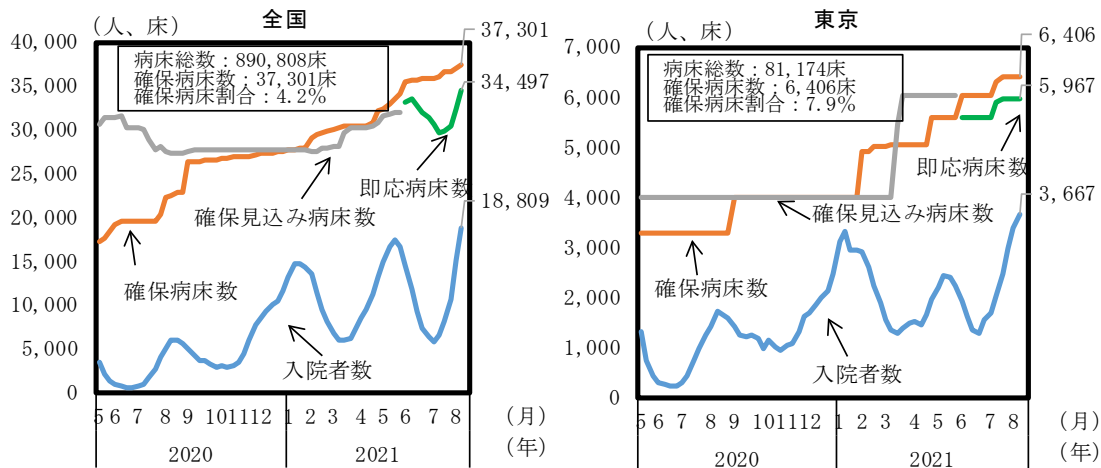 全国
(人、床)
37,301
40,000
病床総数：890,808床
確保病床数：37,301床
確保病床割合：4.2%
34,497
35,000
30,000
25,000
20,000
15,000
10,000
5,000
0
即応病床数
確保見込み病床数
18,809
確保病床数
入院者数
5 6 7 8 9 101112 1 2 3 4 5 6 7 8 (月)
2020 2021 (年)
東京
(人、床)
6,406
7,000
病床総数：81,174床
確保病床数：6,406床
確保病床割合：7.9%
5,967
6,000
5,000
4,000
3,000
2,000
1,000
0
即応病床数
3,667
確保見込み病床数
確保病床数
入院者数
5 6 7 8 9 101112 1 2 3 4 5 6 7 8 (月)
2020 2021 (年)